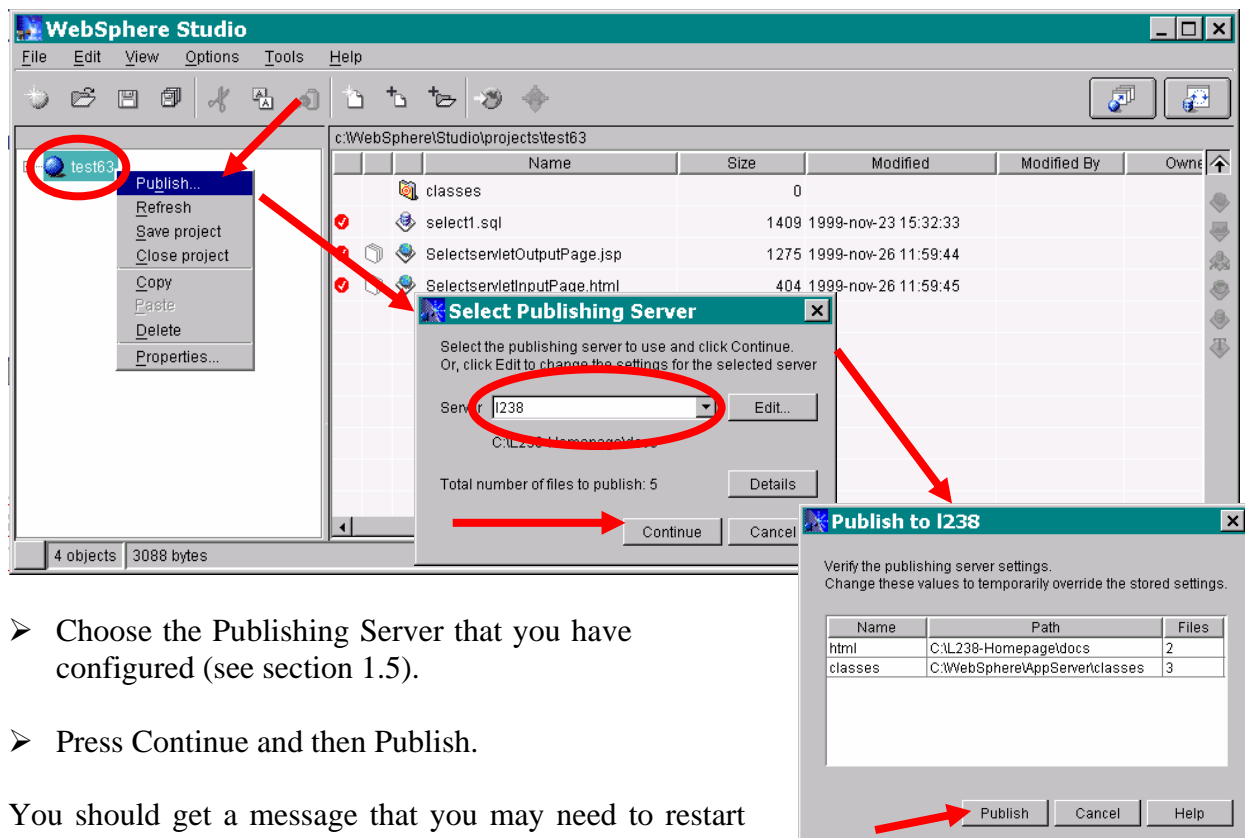 WebSphere Studio
File Edit View Options Tools Help
c:\WebSphere\Studio\projects\test63
Name Size Modified Modified By Owne
test63
Publish...
Refresh
Save project
Close project
Copy
Paste
Delete
Properties...
classes 0
select1.sql 1409 1999-nov-23 15:32:33
SelectservletOutputPage.jsp 1275 1999-nov-26 11:59:44
SelectservletInputPage.html 404 1999-nov-26 11:59:45
4 objects 3088 bytes
Select Publishing Server
Select the publishing server to use and click Continue.
Or, click Edit to change the settings for the selected server
Server l238 Edit...
C:\L238-Homepage\docs
Total number of files to publish: 5 Details
Continue Cancel
Publish to l238
Verify the publishing server settings.
Change these values to temporarily override the stored settings.
Name Path Files
html C:\L238-Homepage\docs 2
classes C:\WebSphere\AppServer\classes 3
Publish Cancel Help
➢ Choose the Publishing Server that you have
configured (see section 1.5).
➢ Press Continue and then Publish.
You should get a message that you may need to restart